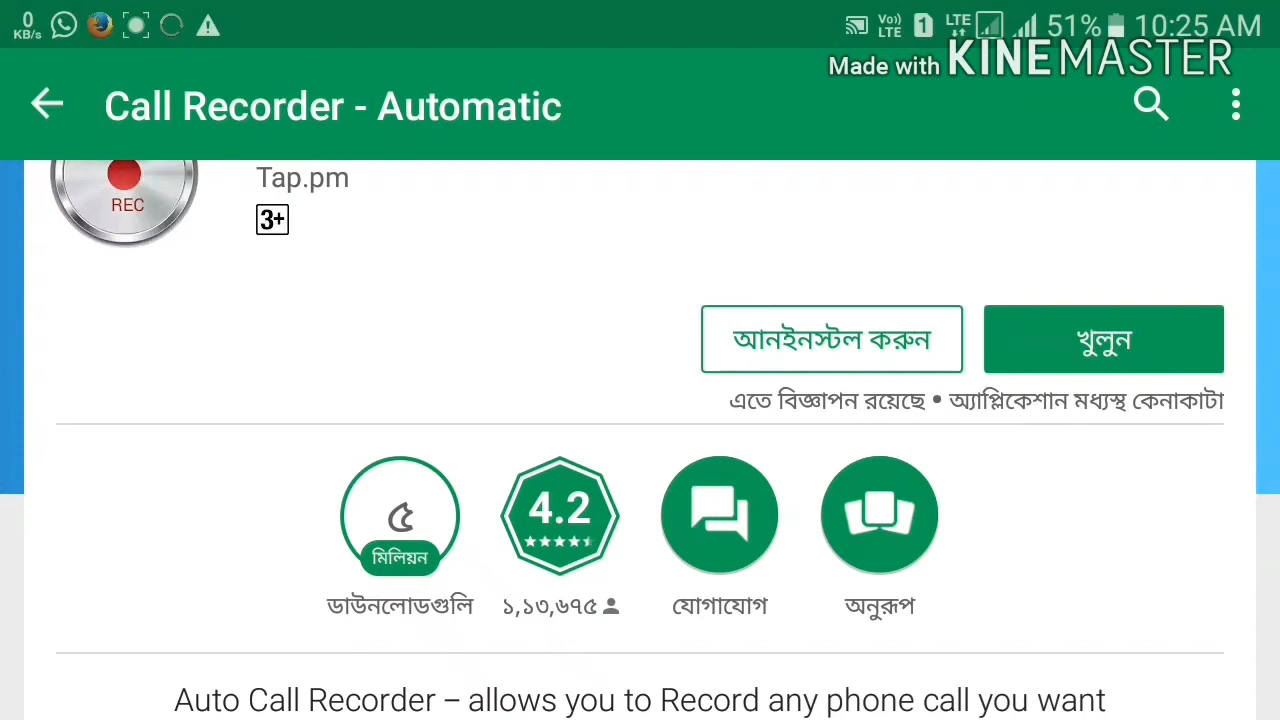 0
KB/s
Vo))
LTE
1
LTE
51%
10:25 AM
Made with KINEMASTER
Call Recorder - Automatic
REC
Tap.pm
3+
আনইনস্টল করুন
খুলুন
এতে বিজ্ঞাপন রয়েছে • অ্যাপ্লিকেশান মধ্যস্থ কেনাকাটা
৫
মিলিয়ন
4.2
ডাউনলোডগুলি
১,১৩,৬৭৫
যোগাযোগ
অনুরূপ
Auto Call Recorder – allows you to Record any phone call you want